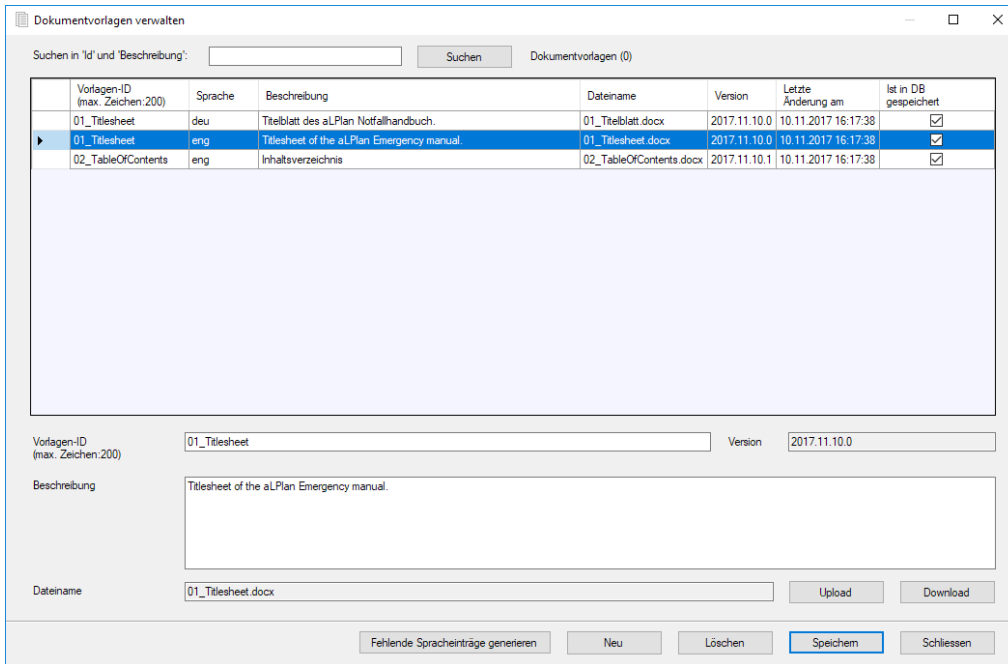 Dokumentvorlagen verwalten
Suchen in 'Id' und 'Beschreibung': Suchen Dokumentvorlagen (0)
Vorlagen-ID (max. Zeichen:200) Sprache Beschreibung Dateiname Version Letzte Änderung am Ist in DB gespeichert
01_Titlesheet deu Titelblatt des aLPlan Notfallhandbuch. 01_Titelblatt.docx 2017.11.10.0 10.11.2017 16:17:38
01_Titlesheet eng Titlesheet of the aLPlan Emergency manual. 01_Titlesheet.docx 2017.11.10.0 10.11.2017 16:17:38
02_TableOfContents eng Inhaltsverzeichnis 02_TableOfContents.docx 2017.11.10.1 10.11.2017 16:17:38
Vorlagen-ID 01_Titlesheet Version 2017.11.10.0
(max. Zeichen:200)
Beschreibung Titlesheet of the aLPlan Emergency manual.
Dateiname 01_Titlesheet.docx Upload Download
Fehlende Spracheinträge generieren Neu Löschen Speichern Schliessen